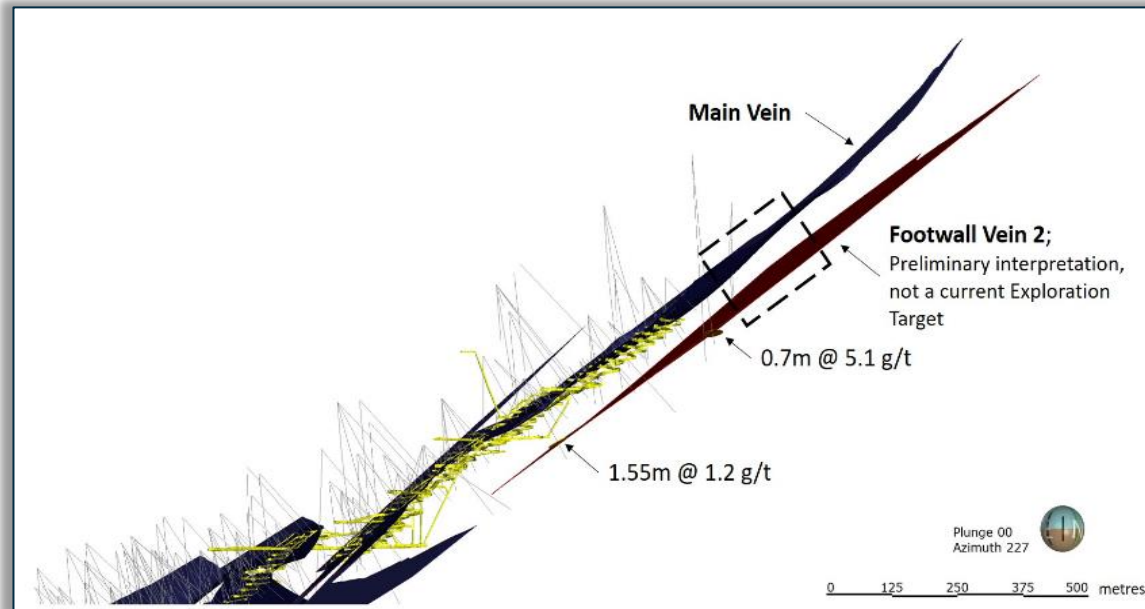 Main Vein
Footwall Vein 2;
Preliminary interpretation,
not a current Exploration
Target
0.7m @ 5.1 g/t
1.55m @ 1.2 g/t
Plunge 00
Azimuth 227
0 125 250 375 500 metres